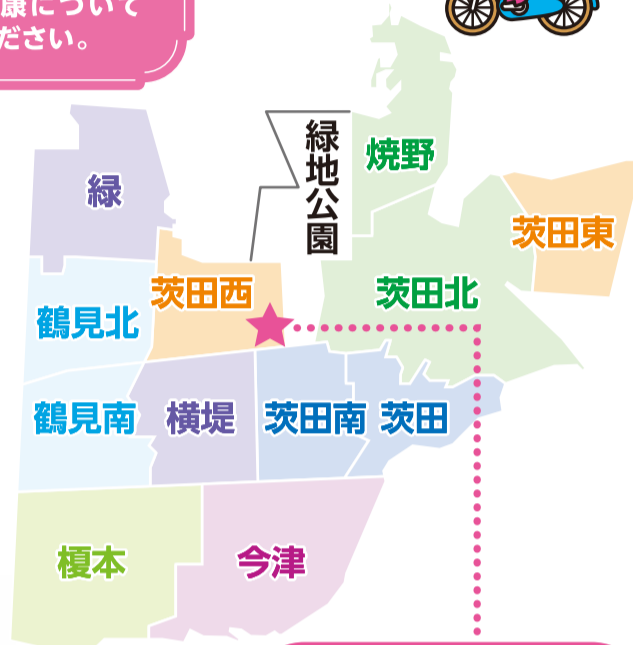 康について
ださい。
緑地公園
焼野
緑
茨田東
茨田西
茨田北
鶴見北
鶴見南
横堤
茨田南
茨田
榎本
今津